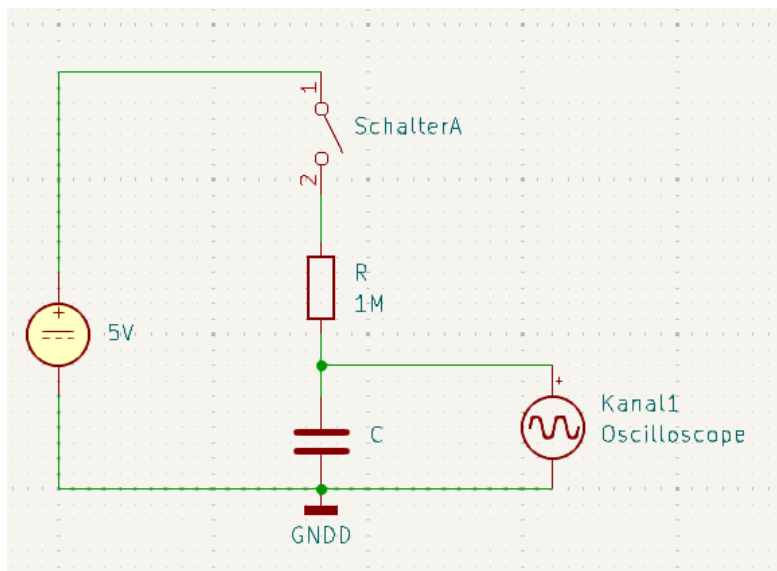 1
SchalterA
2
R
1M
+
5V
+
Kanal1
Oscilloscope
C
GNDD